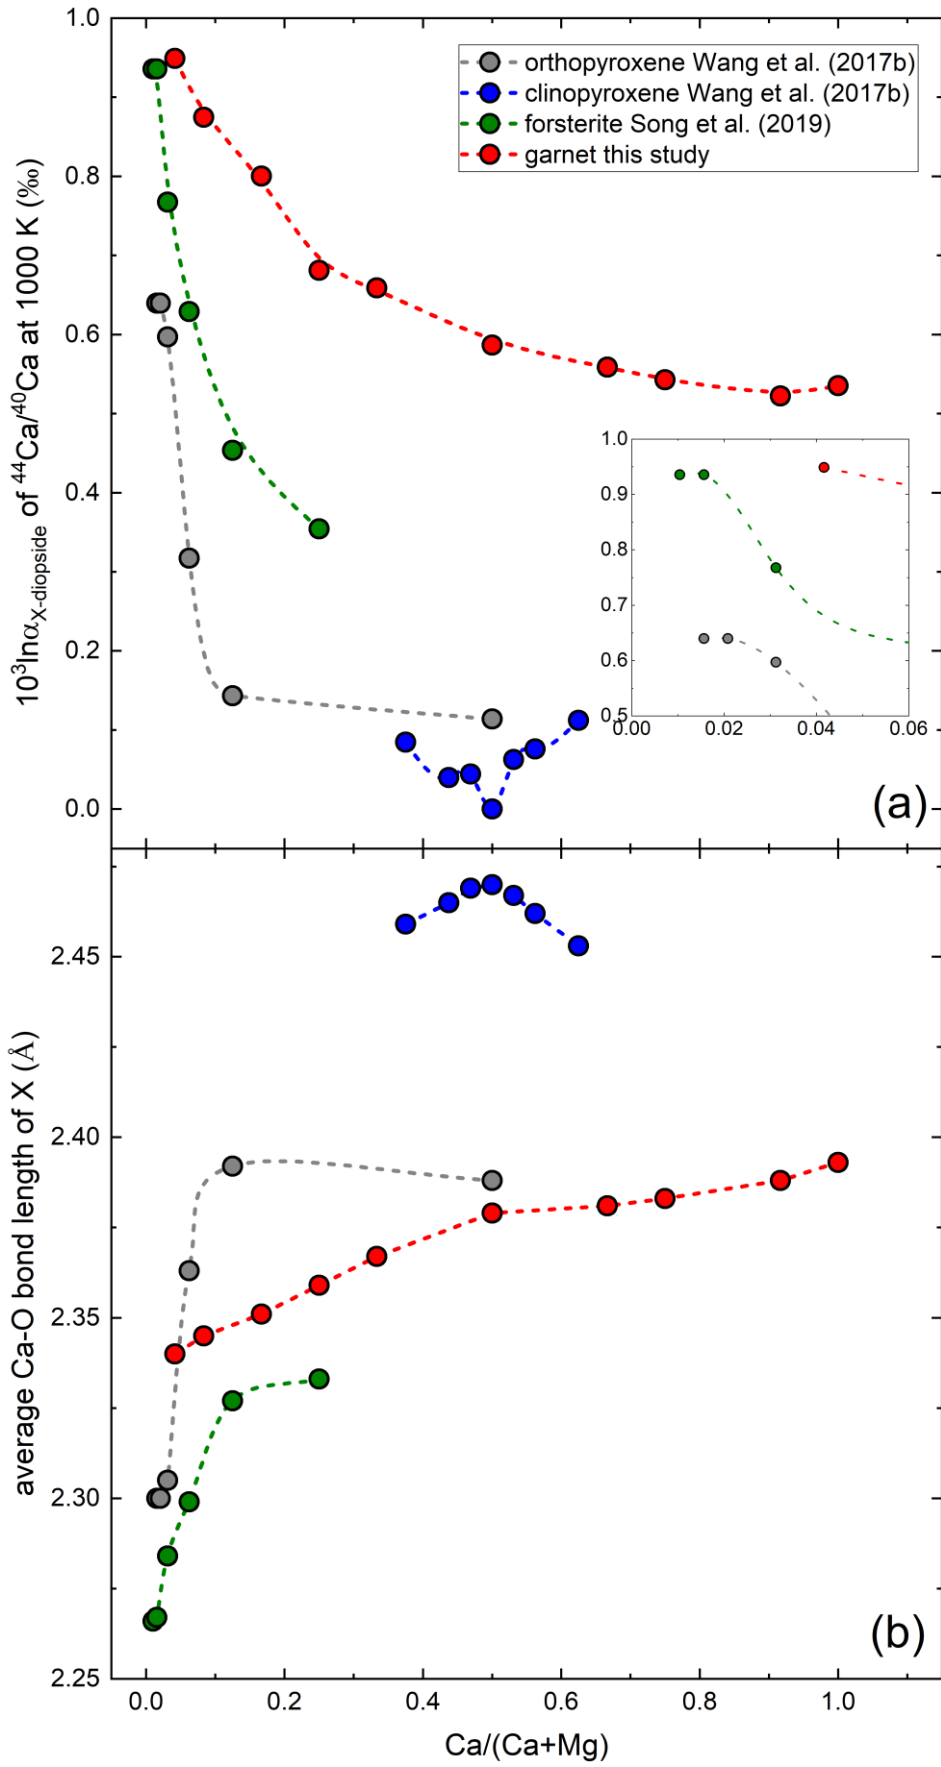 1.0
0.8
0.6
0.4
0.2
0.0
10³lnα_X-diopside of ⁴⁴Ca/⁴⁰Ca at 1000 K (‰)
orthopyroxene Wang et al. (2017b)
clinopyroxene Wang et al. (2017b)
forsterite Song et al. (2019)
garnet this study
1.0
0.9
0.8
0.7
0.6
0.5
0.00 0.02 0.04 0.06
(a)
2.45
2.40
2.35
2.30
2.25
average Ca-O bond length of X (Å)
(b)
0.0 0.2 0.4 0.6 0.8 1.0
Ca/(Ca+Mg)